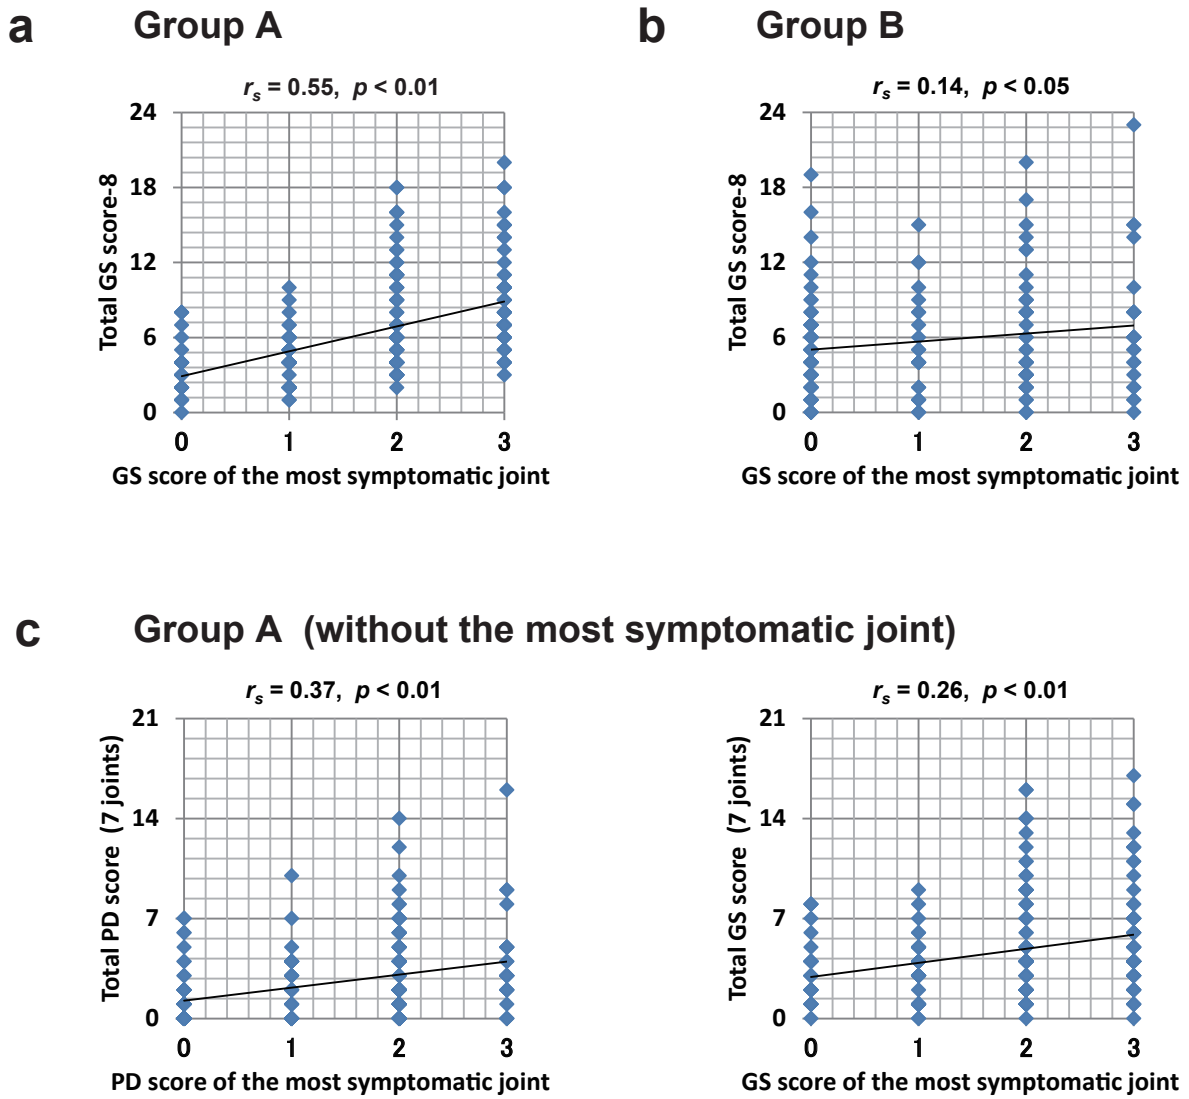 a Group A
r_s = 0.55, p < 0.01
Total GS score-8
24
18
12
6
0
0 1 2 3
GS score of the most symptomatic joint
b Group B
r_s = 0.14, p < 0.05
Total GS score-8
24
18
12
6
0
0 1 2 3
GS score of the most symptomatic joint
c Group A (without the most symptomatic joint)
r_s = 0.37, p < 0.01
Total PD score (7 joints)
21
14
7
0
0 1 2 3
PD score of the most symptomatic joint
r_s = 0.26, p < 0.01
Total GS score (7 joints)
21
14
7
0
0 1 2 3
GS score of the most symptomatic joint